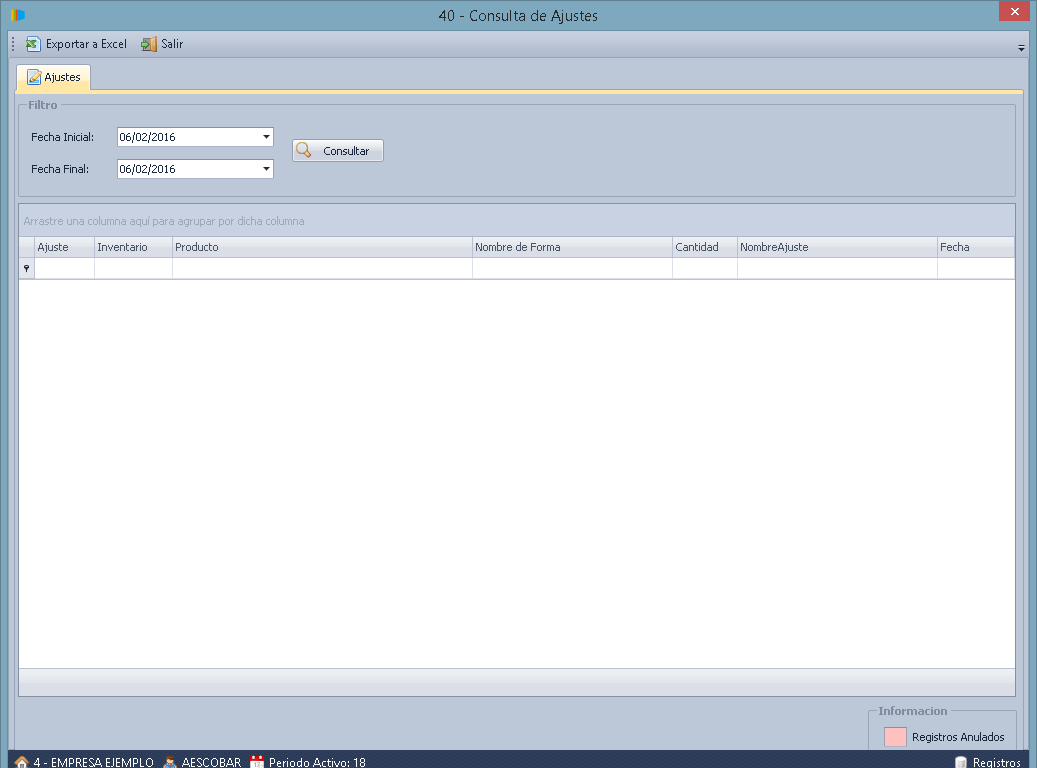 40 - Consulta de Ajustes
Exportar a Excel Salir
Ajustes
Filtro
Fecha Inicial: 06/02/2016
Consultar
Fecha Final: 06/02/2016
Arrastre una columna aquí para agrupar por dicha columna
Ajuste Inventario Producto Nombre de Forma Cantidad NombreAjuste Fecha
Informacion
Registros Anulados
4 - EMPRESA EJEMPLO AESCOBAR Periodo Activo: 18 Registros